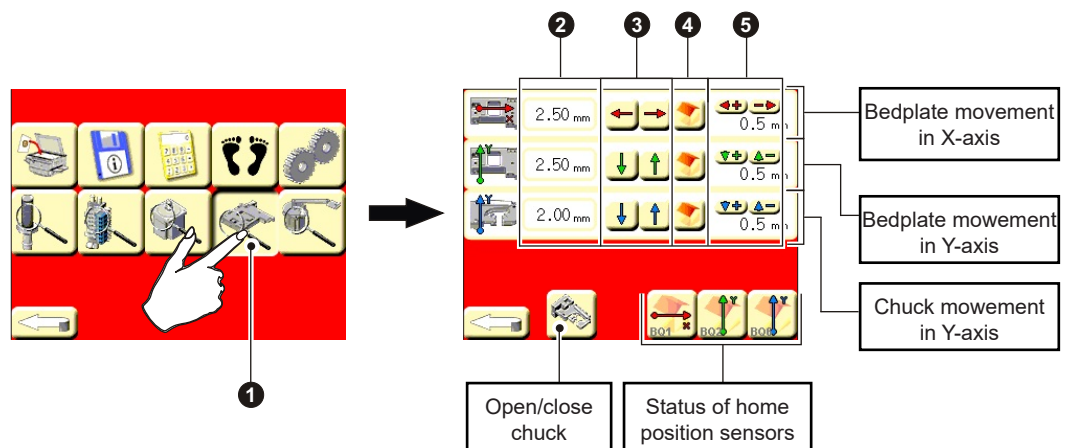 2
3
4
5
X
2.50 mm
0.5 m
Bedplate movement
in X-axis
Y
2.50 mm
0.5 m
Bedplate mowement
in Y-axis
Y
2.00 mm
0.5 m
Chuck mowement
in Y-axis
BQ1
X
Y
Y
1
Open/close
chuck
Status of home
position sensors